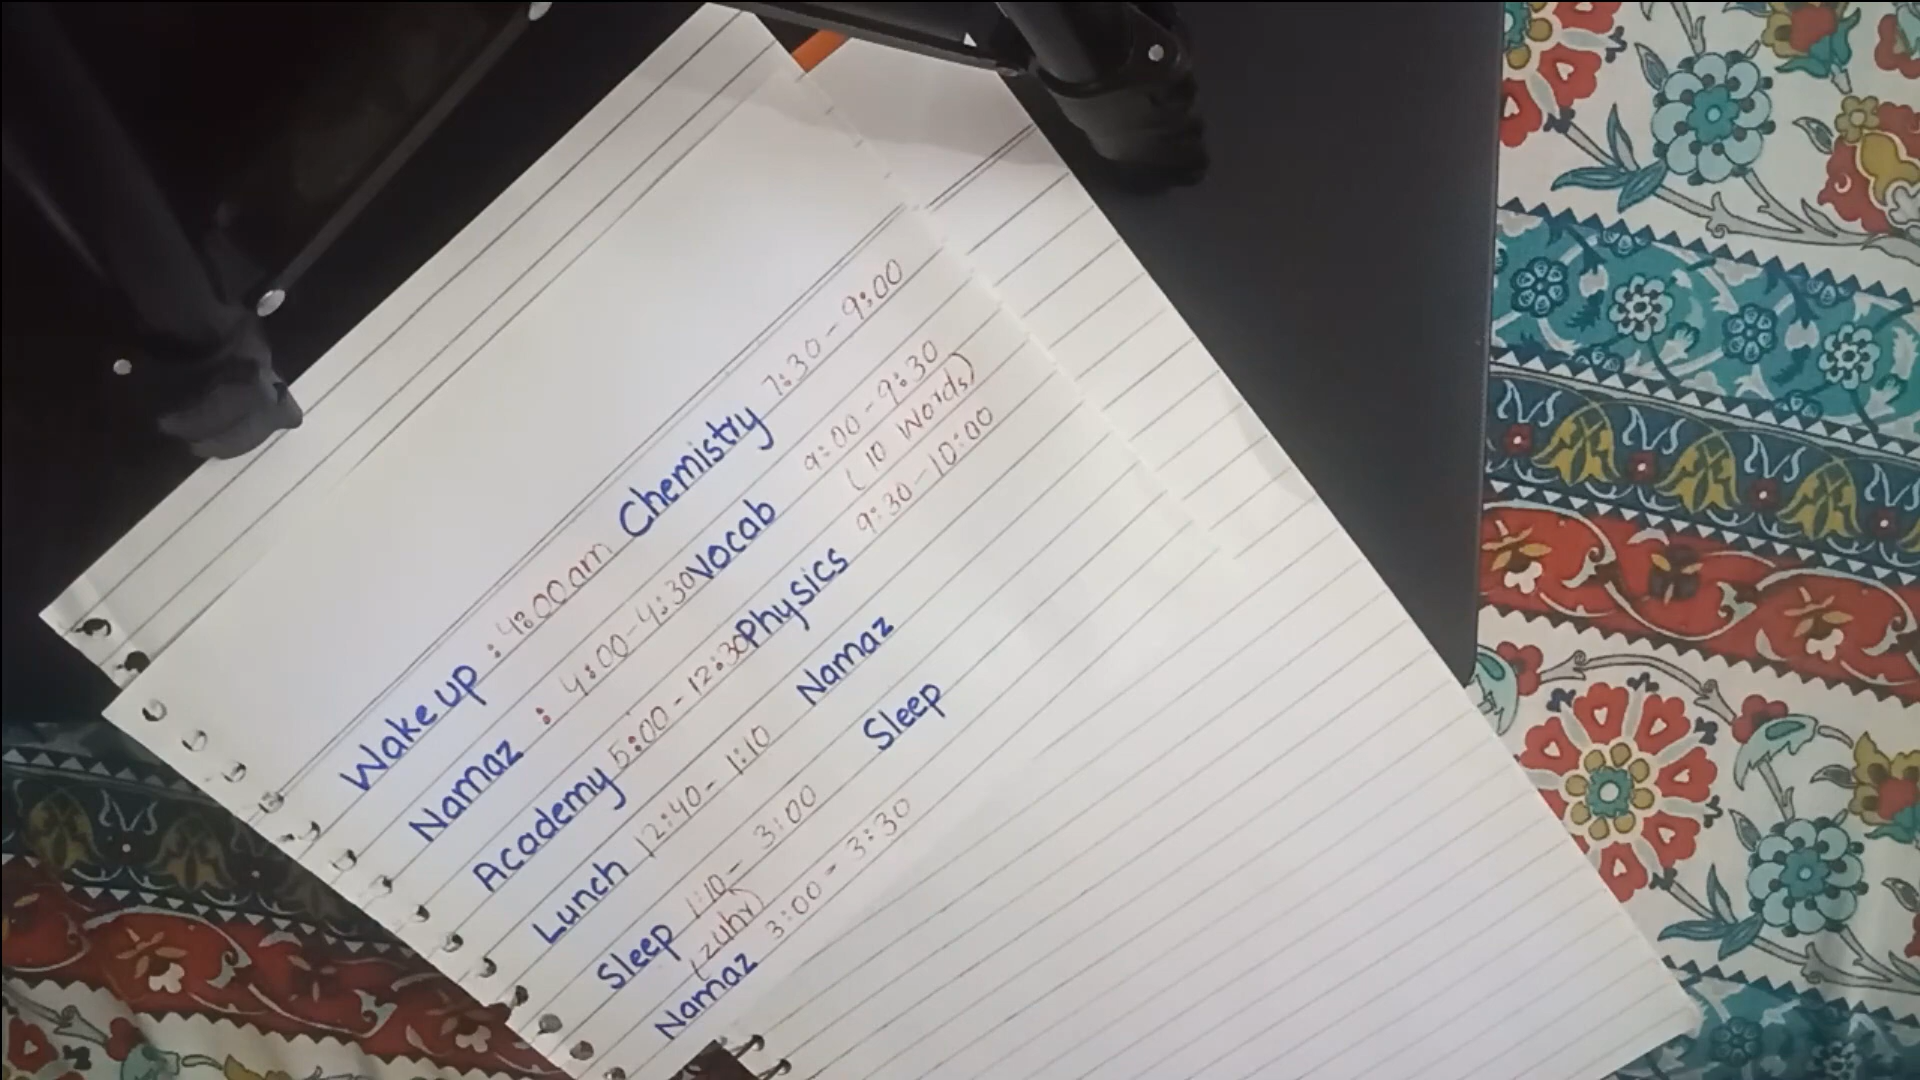 Wake up : 4:00am
Namaz : 4:00-4:30
Academy 5:00-12:30
Lunch 12:40-1:10
Sleep 1:10-3:00
(zuhr)
Namaz 3:00-3:30
Chemistry 7:30-9:00
Vocab 9:00-9:30
(10 words)
Physics 9:30-10:00
Namaz
Sleep